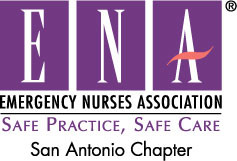 ENA®
EMERGENCY NURSES ASSOCIATION
SAFE PRACTICE, SAFE CARE
San Antonio Chapter